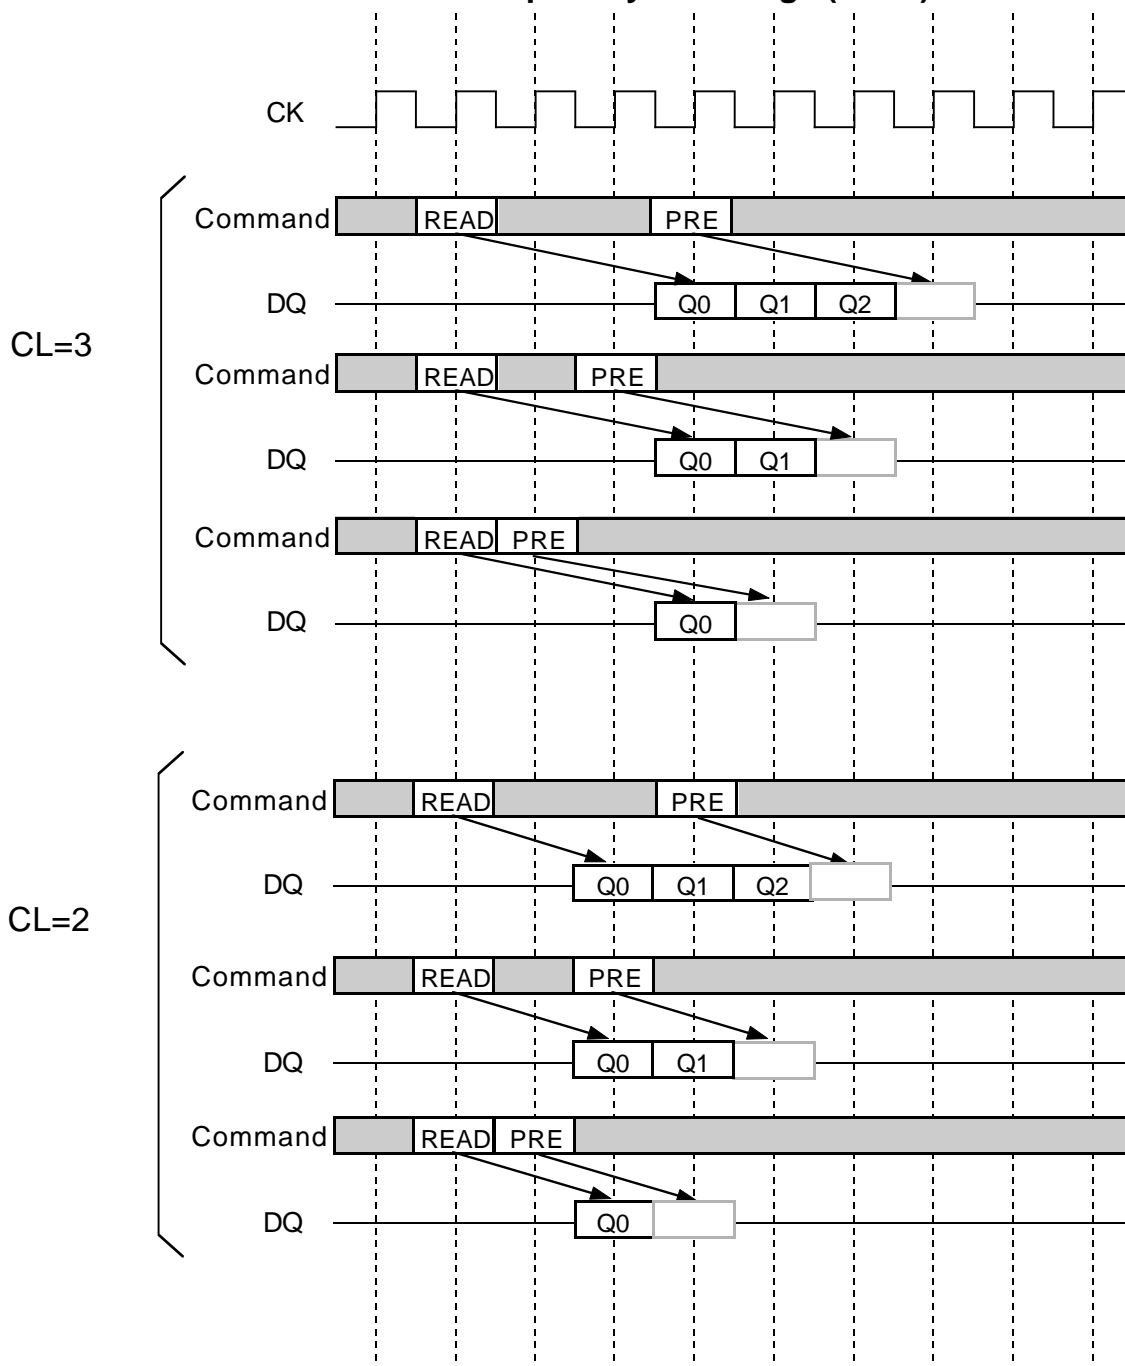 CK
Command READ PRE
DQ Q0 Q1 Q2
CL=3
Command READ PRE
DQ Q0 Q1
Command READ PRE
DQ Q0
Command READ PRE
DQ Q0 Q1 Q2
CL=2
Command READ PRE
DQ Q0 Q1
Command READ PRE
DQ Q0